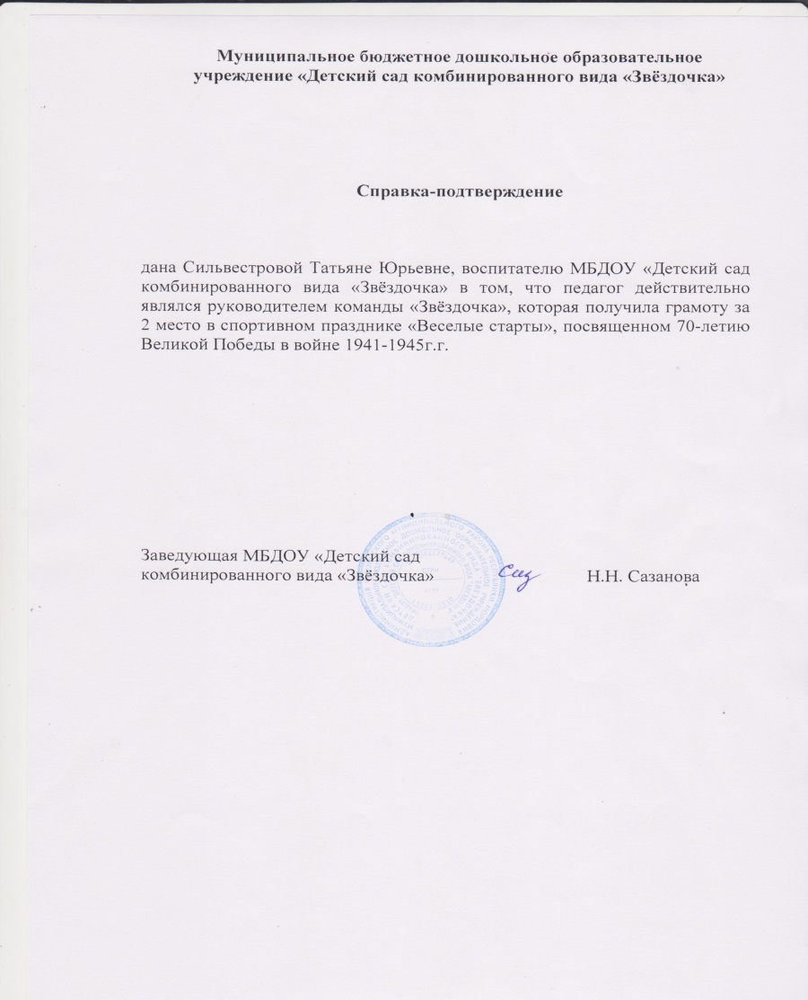 Муниципальное бюджетное дошкольное образовательное
учреждение «Детский сад комбинированного вида «Звёздочка»
Справка-подтверждение
дана Сильвестровой Татьяне Юрьевне, воспитателю МБДОУ «Детский сад
комбинированного вида «Звёздочка» в том, что педагог действительно
являлся руководителем команды «Звёздочка», которая получила грамоту за
2 место в спортивном празднике «Веселые старты», посвященном 70-летию
Великой Победы в войне 1941-1945г.г.
Заведующая МБДОУ «Детский сад
комбинированного вида «Звёздочка»
Н.Н. Сазанова